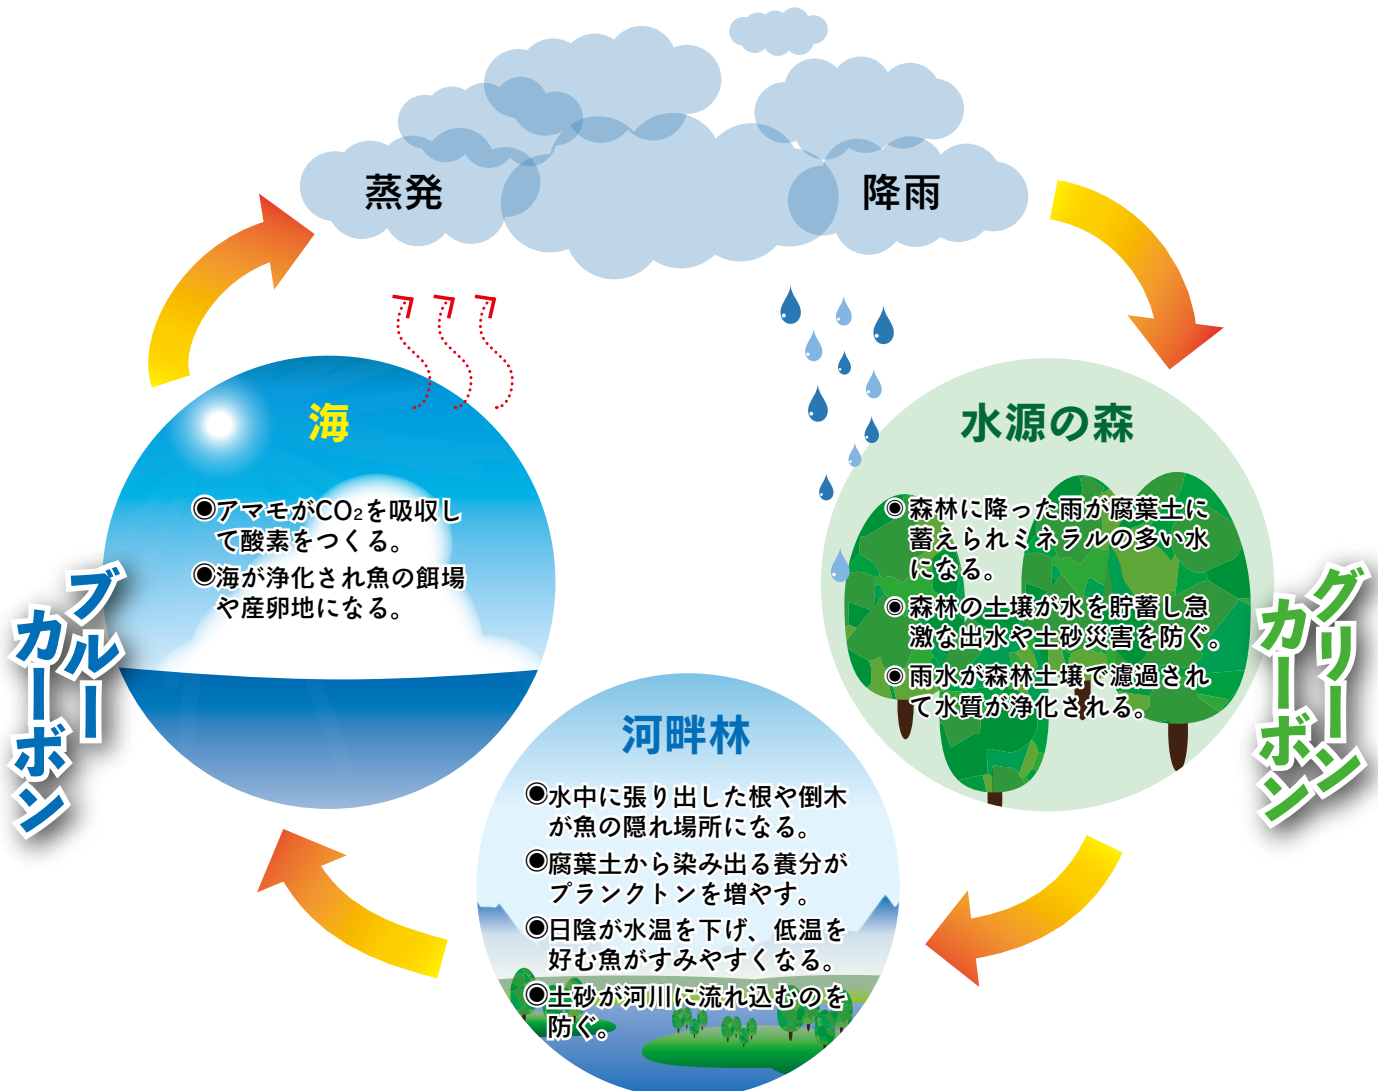 蒸発
降雨
海
◉アマモがCO₂を吸収し
て酸素をつくる。
◉海が浄化され魚の餌場
や産卵地になる。
ブルー
カーボン
水源の森
◉森林に降った雨が腐葉土に
蓄えられミネラルの多い水
になる。
◉森林の土壌が水を貯蓄し急
激な出水や土砂災害を防ぐ。
◉雨水が森林土壌で濾過され
て水質が浄化される。
グリーン
カーボン
河畔林
◉水中に張り出した根や倒木
が魚の隠れ場所になる。
◉腐葉土から染み出る養分が
プランクトンを増やす。
◉日陰が水温を下げ、低温を
好む魚がすみやすくなる。
◉土砂が河川に流れ込むのを
防ぐ。